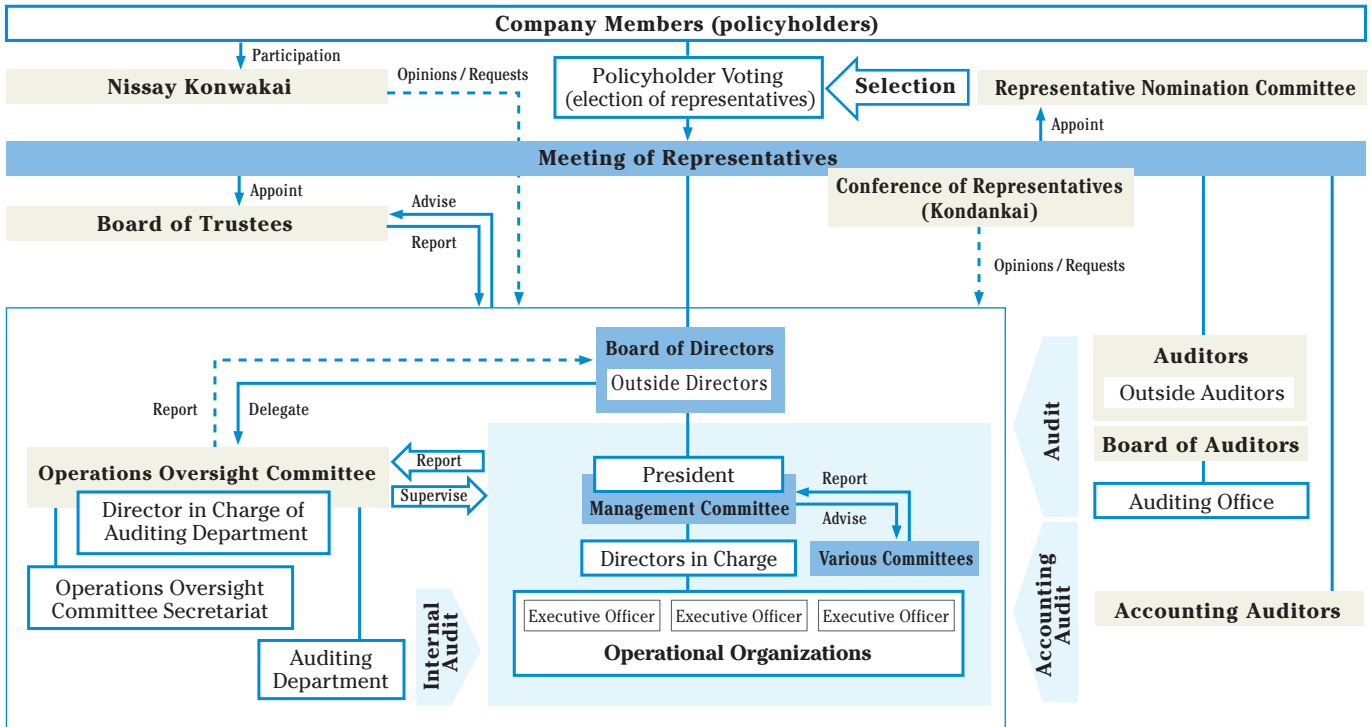 Company Members (policyholders)
Participation
Nissay Konwakai
Opinions / Requests
Policyholder Voting
(election of representatives)
Selection
Representative Nomination Committee
Appoint
Meeting of Representatives
Appoint
Board of Trustees
Advise
Report
Conference of Representatives
(Kondankai)
Opinions / Requests
Board of Directors
Outside Directors
Report
Delegate
Operations Oversight Committee
Director in Charge of
Auditing Department
Operations Oversight
Committee Secretariat
Auditing
Department
Report
Supervise
Internal
Audit
President
Management Committee
Report
Advise
Various Committees
Directors in Charge
Executive Officer
Executive Officer
Executive Officer
Operational Organizations
Audit
Accounting
Audit
Auditors
Outside Auditors
Board of Auditors
Auditing Office
Accounting Auditors